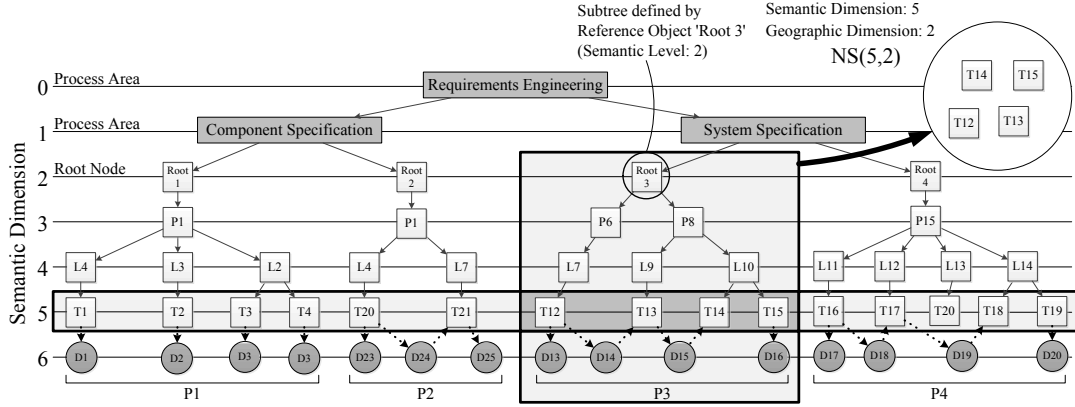 Subtree defined by
Reference Object 'Root 3'
(Semantic Level: 2)
Semantic Dimension: 5
Geographic Dimension: 2
NS(5,2)
T14 T15
T12 T13
Semantic Dimension
0 Process Area Requirements Engineering
1 Process Area Component Specification System Specification
2 Root Node Root 1 Root 2 Root 3 Root 4
3 P1 P1 P6 P8 P15
4 L4 L3 L2 L4 L7 L7 L9 L10 L11 L12 L13 L14
5 T1 T2 T3 T4 T20 T21 T12 T13 T14 T15 T16 T17 T20 T18 T19
6 D1 D2 D3 D3 D23 D24 D25 D13 D14 D15 D16 D17 D18 D19 D20
P1 P2 P3 P4